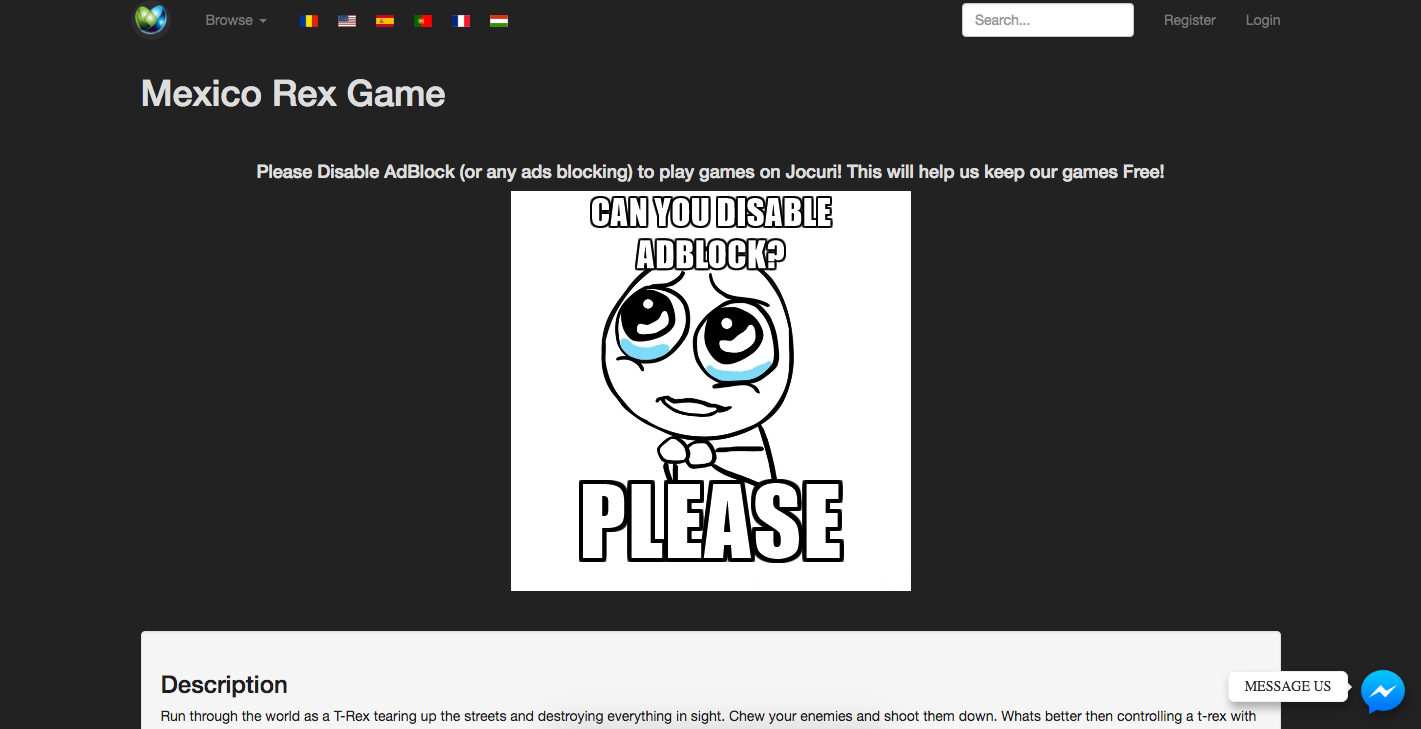 Browse
Search...
Register
Login
Mexico Rex Game
Please Disable AdBlock (or any ads blocking) to play games on Jocuri! This will help us keep our games Free!
CAN YOU DISABLE
ADBLOCK?
PLEASE
Description
Run through the world as a T-Rex tearing up the streets and destroying everything in sight. Chew your enemies and shoot them down. Whats better then controlling a t-rex with
MESSAGE US